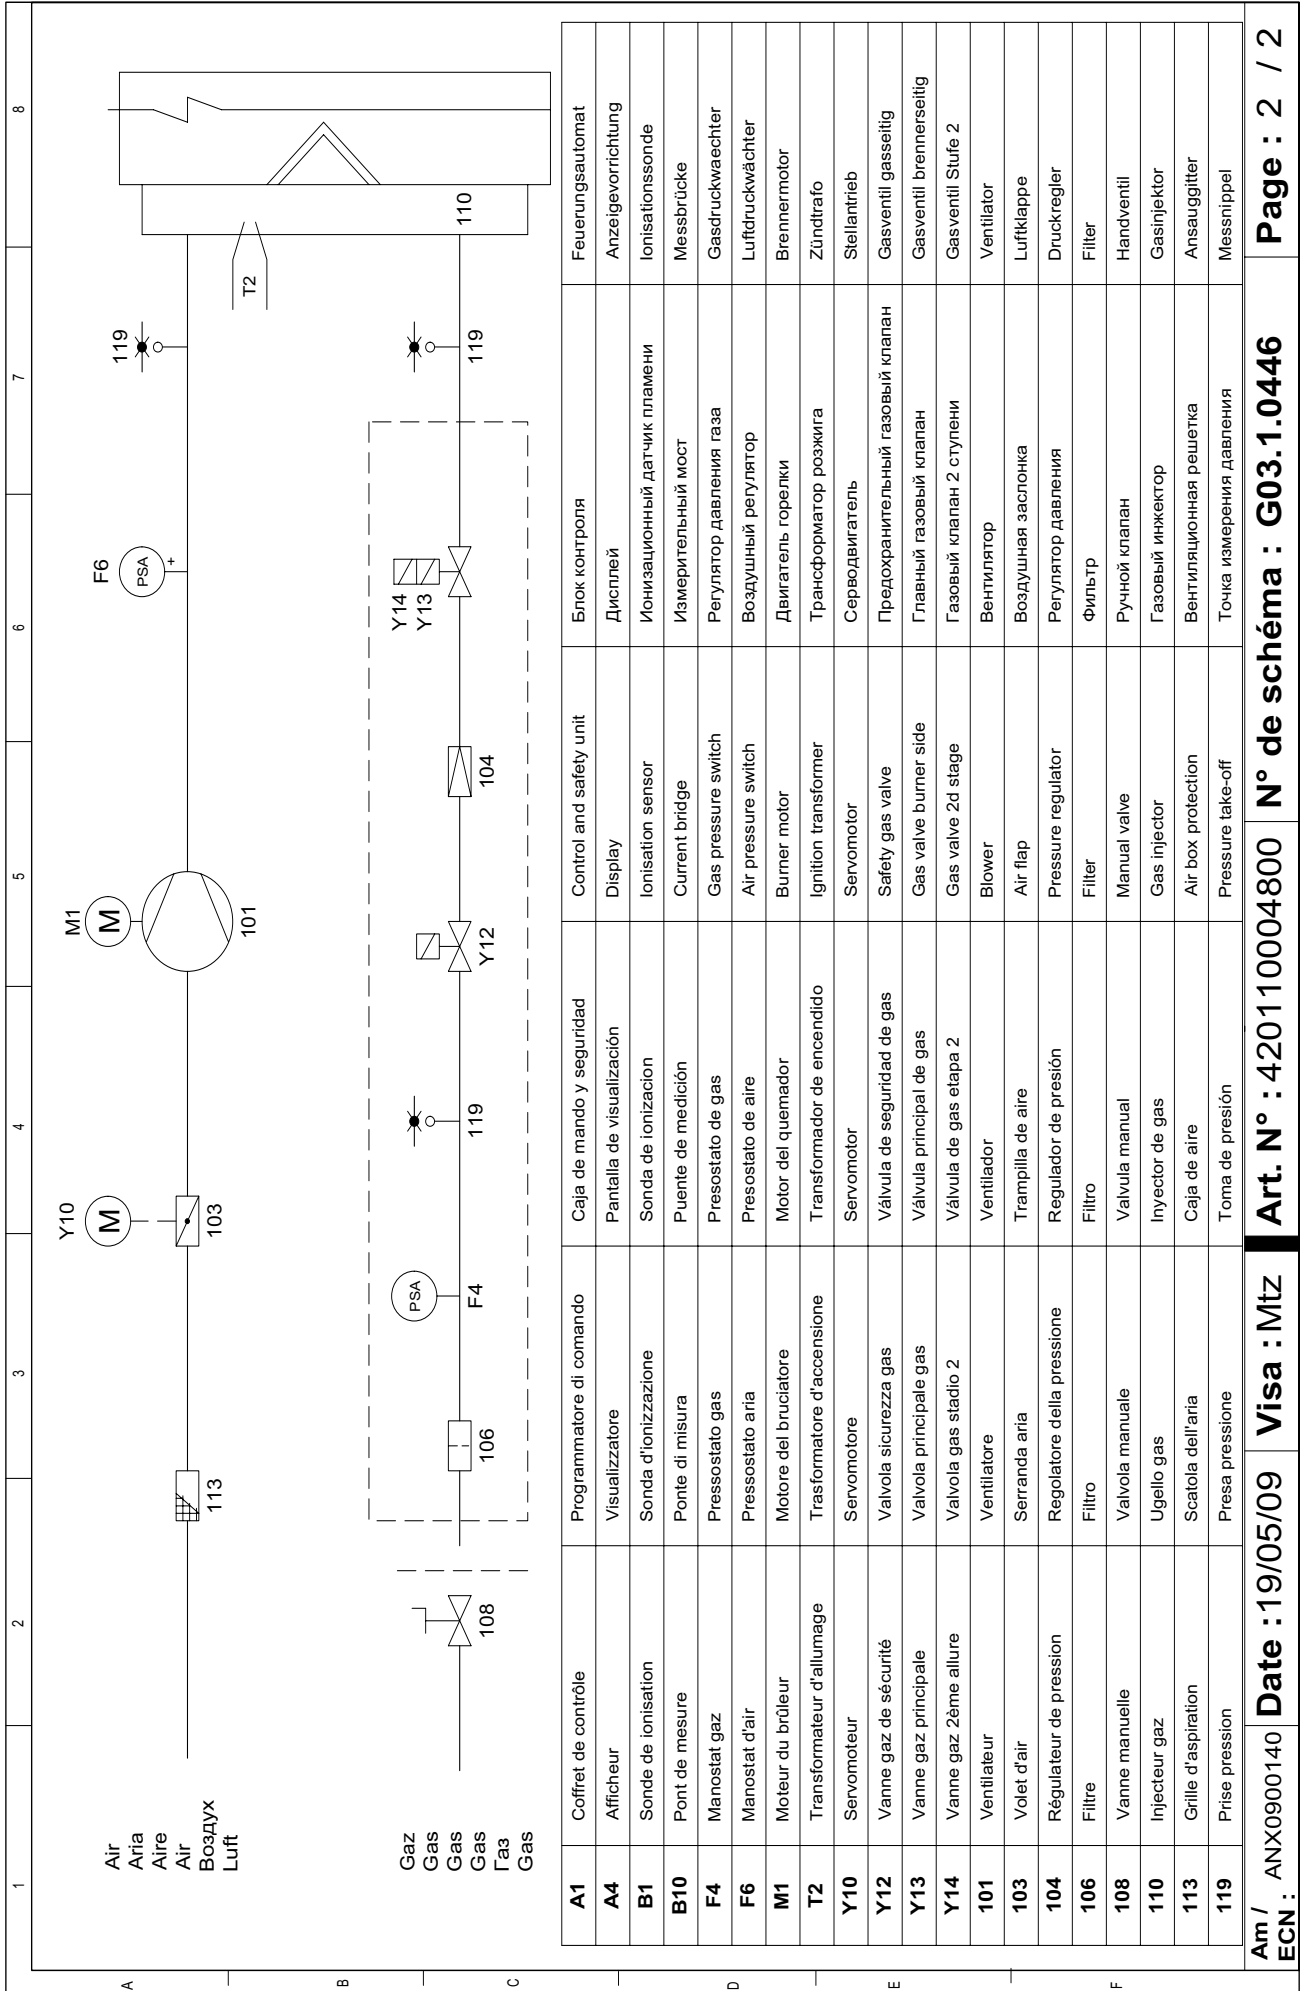 1 2 3 4 5 6 7 8
A
B
C
D
E
F
Air
Aria
Aire
Air
Воздух
Luft
113
Y10
M
103
M1
M
101
F6
PSA
+
119
T2
110
Gaz
Gas
Gas
Gas
Газ
Gas
108
106
PSA
F4
119
Y12
104
Y14
Y13
119
A1 Coffret de contrôle Programmatore di comando Caja de mando y seguridad Control and safety unit Блок контроля Feuerungsautomat
A4 Afficheur Visualizzatore Pantalla de visualización Display Дисплей Anzeigevorrichtung
B1 Sonde de ionisation Sonda d'ionizzazione Sonda de ionizacion Ionisation sensor Ионизационный датчик пламени Ionisationssonde
B10 Pont de mesure Ponte di misura Puente de medición Current bridge Измерительный мост Messbrücke
F4 Manostat gaz Pressostato gas Presostato de gas Gas pressure switch Регулятор давления газа Gasdruckwaechter
F6 Manostat d'air Pressostato aria Presostato de aire Air pressure switch Воздушный регулятор Luftdruckwächter
M1 Moteur du brûleur Motore del bruciatore Motor del quemador Burner motor Двигатель горелки Brennermotor
T2 Transformateur d'allumage Trasformatore d'accensione Transformador de encendido Ignition transformer Трансформатор розжига Zündtrafo
Y10 Servomoteur Servomotore Servomotor Servomotor Серводвигатель Stellantrieb
Y12 Vanne gaz de sécurité Valvola sicurezza gas Válvula de seguridad de gas Safety gas valve Предохранительный газовый клапан Gasventil gasseitig
Y13 Vanne gaz principale Valvola principale gas Válvula principal de gas Gas valve burner side Главный газовый клапан Gasventil brennerseitig
Y14 Vanne gaz 2ème allure Valvola gas stadio 2 Válvula de gas etapa 2 Gas valve 2d stage Газовый клапан 2 ступени Gasventil Stufe 2
101 Ventilateur Ventilatore Ventilador Blower Вентилятор Ventilator
103 Volet d'air Serranda aria Trampilla de aire Air flap Воздушная заслонка Luftklappe
104 Régulateur de pression Regolatore della pressione Regulador de presión Pressure regulator Регулятор давления Druckregler
106 Filtre Filtro Filtro Filter Фильтр Filter
108 Vanne manuelle Valvola manuale Valvula manual Manual valve Ручной клапан Handventil
110 Injecteur gaz Ugello gas Inyector de gas Gas injector Газовый инжектор Gasinjektor
113 Grille d'aspiration Scatola dell'aria Caja de aire Air box protection Вентиляционная решетка Ansauggitter
119 Prise pression Presa pressione Toma de presión Pressure take-off Точка измерения давления Messnippel
Am / ECN : ANX0900140 Date : 19/05/09 Visa : Mtz Art. N° : 420110004800 N° de schéma : G03.1.0446 Page : 2 / 2